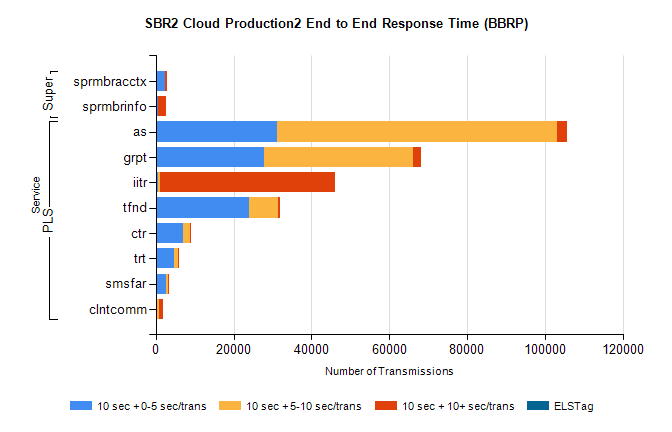 SBR2 Cloud Production2 End to End Response Time (BBRP)
Service
Super
PLS
sprmbracctx
sprmbrinfo
as
grpt
iitr
tfnd
ctr
trt
smsfar
clntcomm
0 20000 40000 60000 80000 100000 120000
Number of Transmissions
10 sec +0-5 sec/trans 10 sec +5-10 sec/trans 10 sec + 10+ sec/trans ELSTag